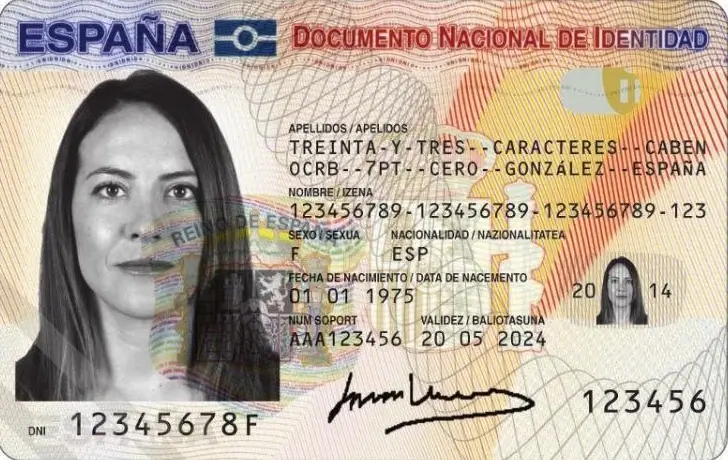 ESPAÑA DOCUMENTO NACIONAL DE IDENTIDAD
APELLIDOS / APELIDOS
TREINTA-Y-TRES--CARACTERES--CABEN
OCRB--7PT--CERO--GONZÁLEZ--ESPAÑA
NOMBRE / IZENA
123456789-123456789-123456789-123
REINO DE ESPAÑA
SEXO / SEXUA NACIONALIDAD / NAZIONALITATEA
F ESP
FECHA DE NACIMIENTO / DATA DE NACEMENTO
01 01 1975
20 14
NUM SOPORT VALIDEZ / BALIOTASUNA
AAA123456 20 05 2024
DNI 12345678F
123456